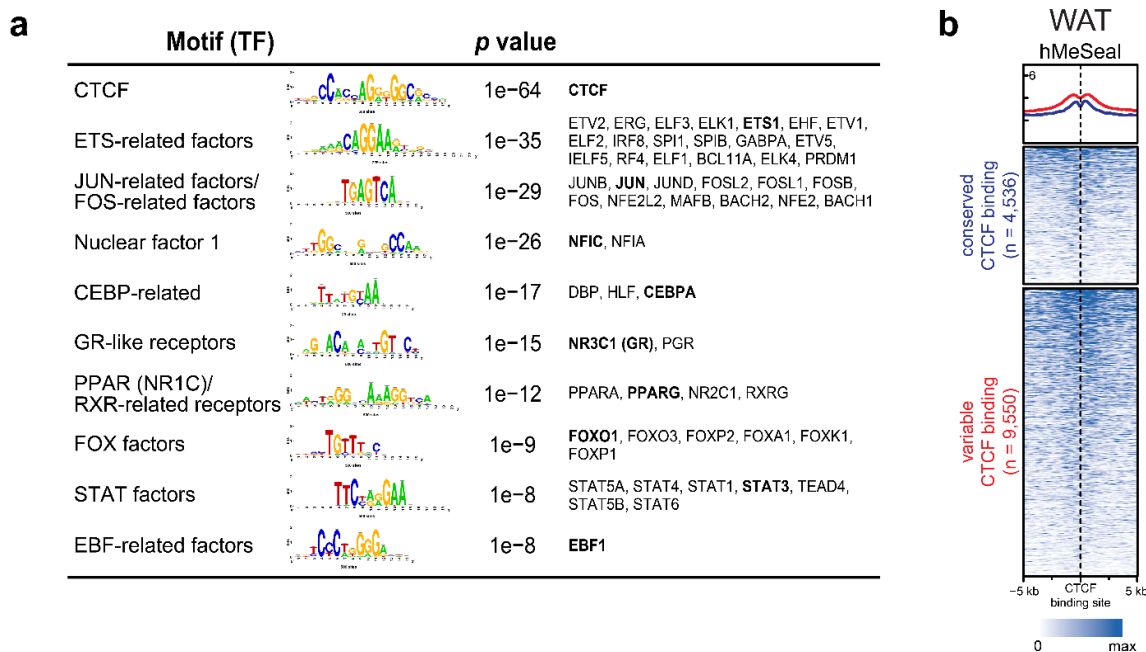 a
Motif (TF) p value
CTCF 1e−64 CTCF
ETS-related factors 1e−35 ETV2, ERG, ELF3, ELK1, ETS1, EHF, ETV1,
ELF2, IRF8, SPI1, SPIB, GABPA, ETV5,
IELF5, RF4, ELF1, BCL11A, ELK4, PRDM1
JUN-related factors/
FOS-related factors 1e−29 JUNB, JUN, JUND, FOSL2, FOSL1, FOSB,
FOS, NFE2L2, MAFB, BACH2, NFE2, BACH1
Nuclear factor 1 1e−26 NFIC, NFIA
CEBP-related 1e−17 DBP, HLF, CEBPA
GR-like receptors 1e−15 NR3C1 (GR), PGR
PPAR (NR1C)/
RXR-related receptors 1e−12 PPARA, PPARG, NR2C1, RXRG
FOX factors 1e−9 FOXO1, FOXO3, FOXP2, FOXA1, FOXK1,
FOXP1
STAT factors 1e−8 STAT5A, STAT4, STAT1, STAT3, TEAD4,
STAT5B, STAT6
EBF-related factors 1e−8 EBF1
b
WAT
hMeSeal
6
conserved
CTCF binding
(n = 4,536)
variable
CTCF binding
(n = 9,550)
−5 kb CTCF 5 kb
binding site
0 max